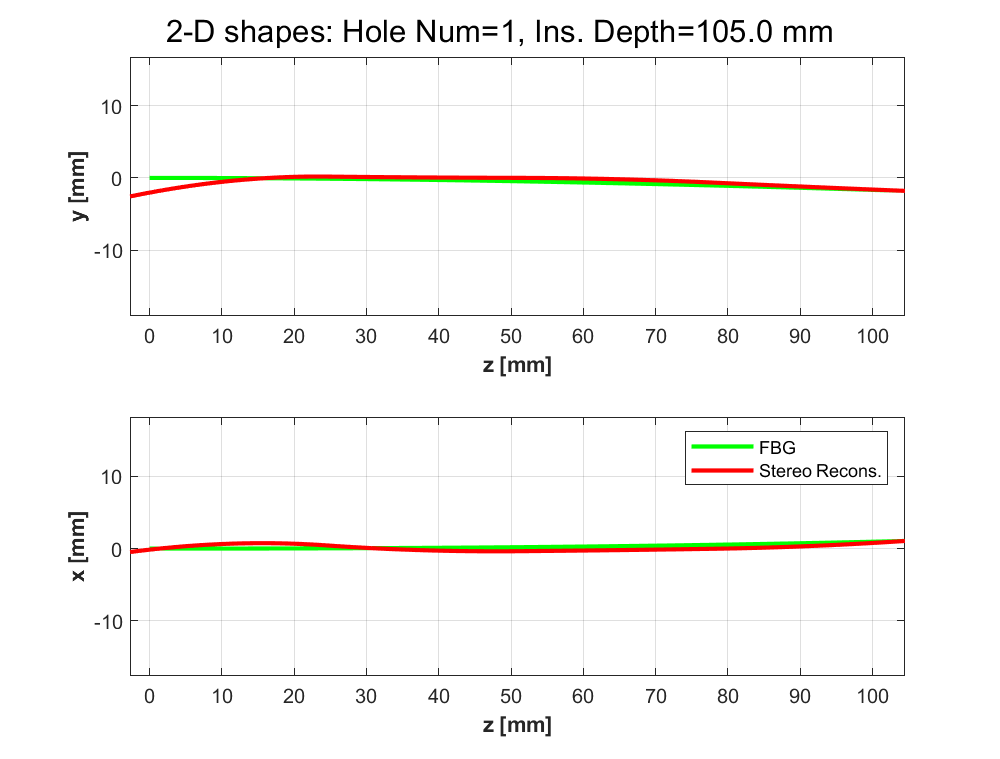 2-D shapes: Hole Num=1, Ins. Depth=105.0 mm
10
0
-10
y [mm]
0 10 20 30 40 50 60 70 80 90 100
z [mm]
FBG
Stereo Recons.
10
0
-10
x [mm]
0 10 20 30 40 50 60 70 80 90 100
z [mm]